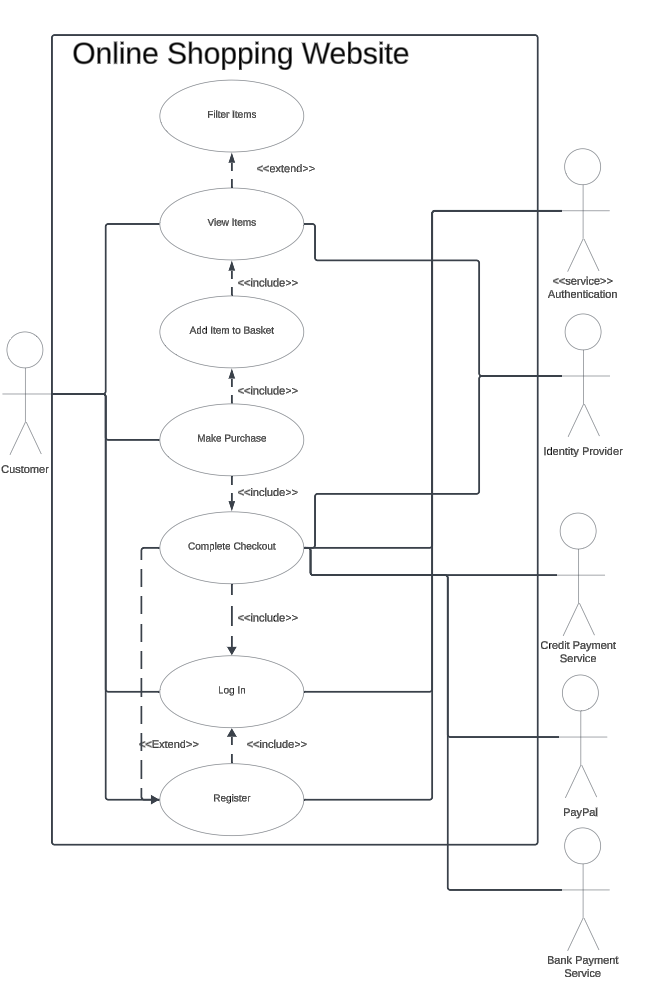 Online Shopping Website
Filter Items
<<extend>>
View Items
<<include>>
Add Item to Basket
<<include>>
Make Purchase
<<include>>
Complete Checkout
<<include>>
Log In
<<Extend>>
<<include>>
Register
Customer
<<service>>
Authentication
Identity Provider
Credit Payment
Service
PayPal
Bank Payment
Service